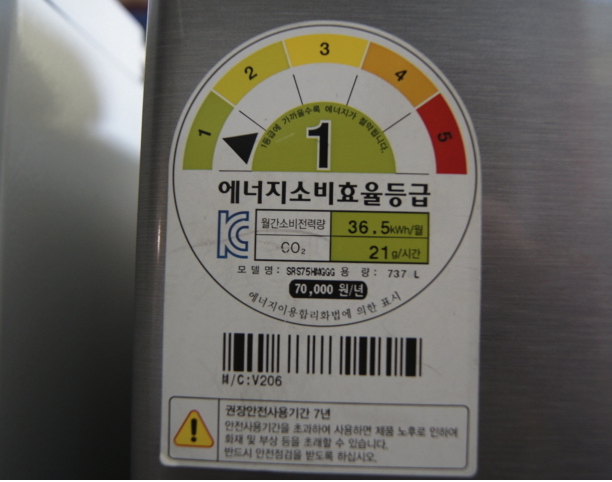 1 2 3 4 5
1등급에 가까울수록 에너지가 절약됩니다.
1
에너지소비효율등급
월간소비전력량 36.5kWh/월
CO₂ 21g/시간
모델명: 용량: 737 L
70,000 원/년
에너지이용합리화법에 의한 표시
M/C:V206
권장안전사용기간 7년
안전사용기간을 초과하여 사용하면 제품 노후로 인하여
화재 및 부상 등을 초래할 수 있습니다.
반드시 안전점검을 받도록 하십시오.